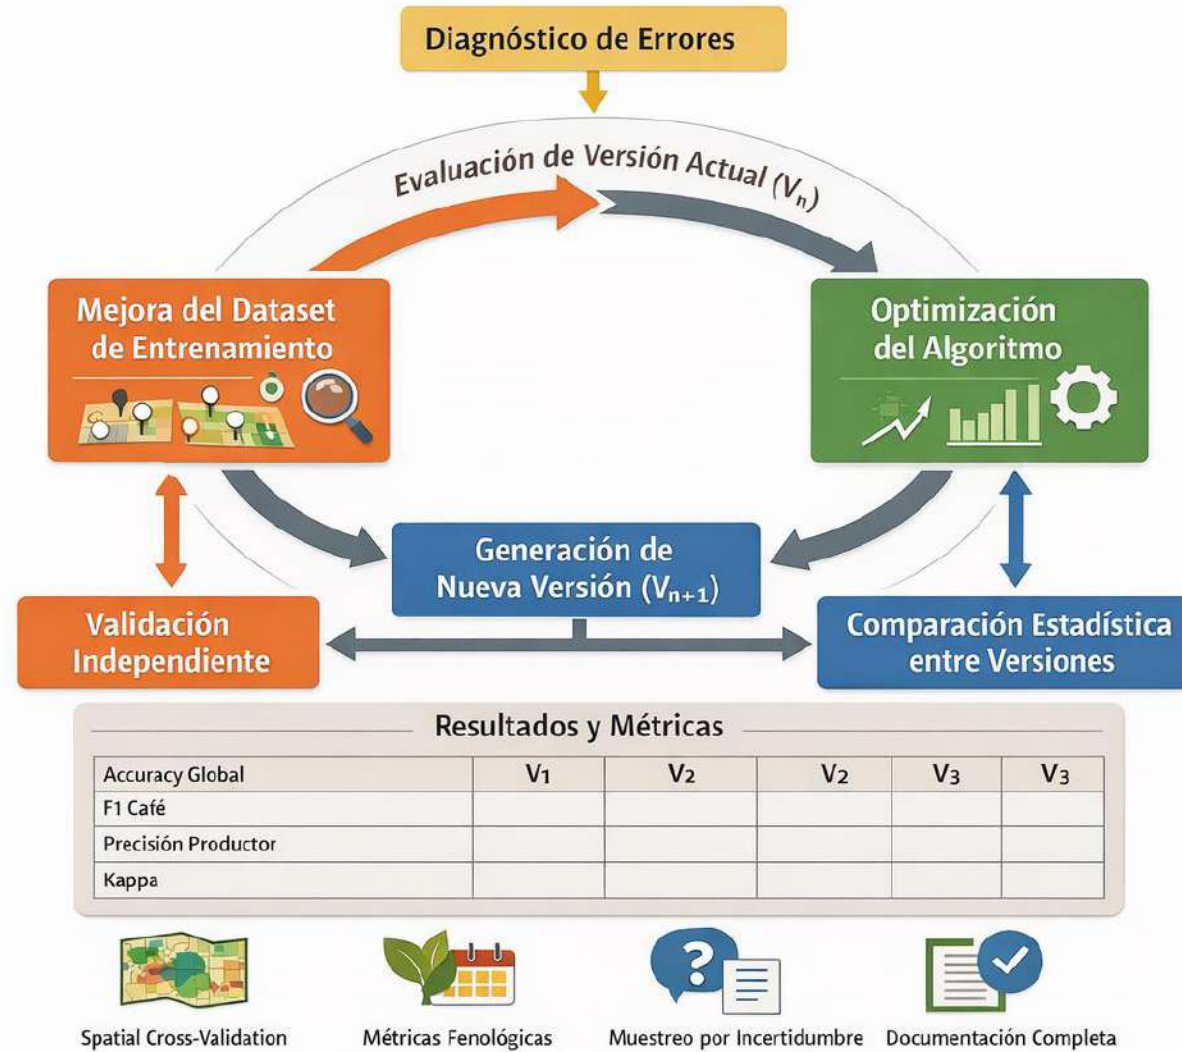 Diagnóstico de Errores
Evaluación de Versión Actual (Vn)
Mejora del Dataset
de Entrenamiento
Optimización
del Algoritmo
Generación de
Nueva Versión (Vn+1)
Validación
Independiente
Comparación Estadística
entre Versiones
Resultados y Métricas
Accuracy Global V1 V2 V2 V3 V3
F1 Café
Precisión Productor
Kappa
?
Spatial Cross-Validation
Métricas Fenológicas
Muestreo por Incertidumbre
Documentación Completa